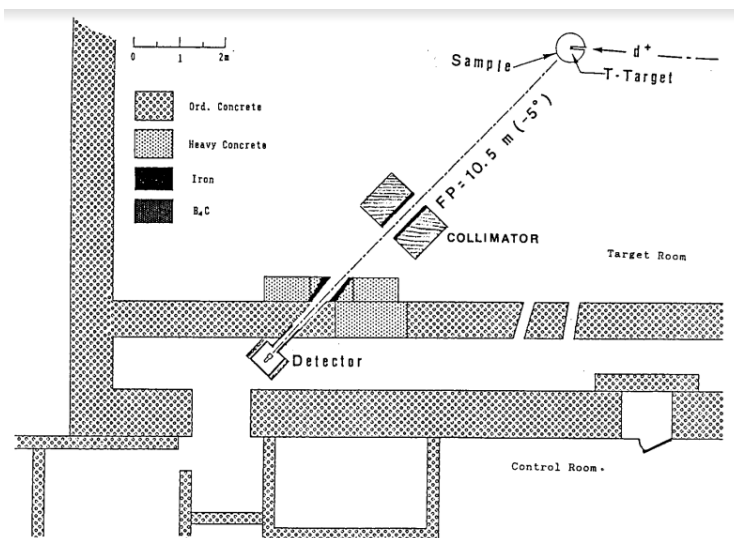 0 1 2m
Ord. Concrete
Heavy Concrete
Iron
B₄C
Sample
d⁺
T-Target
FP=10.5 m (-5°)
COLLIMATOR
Target Room
Detector
Control Room.